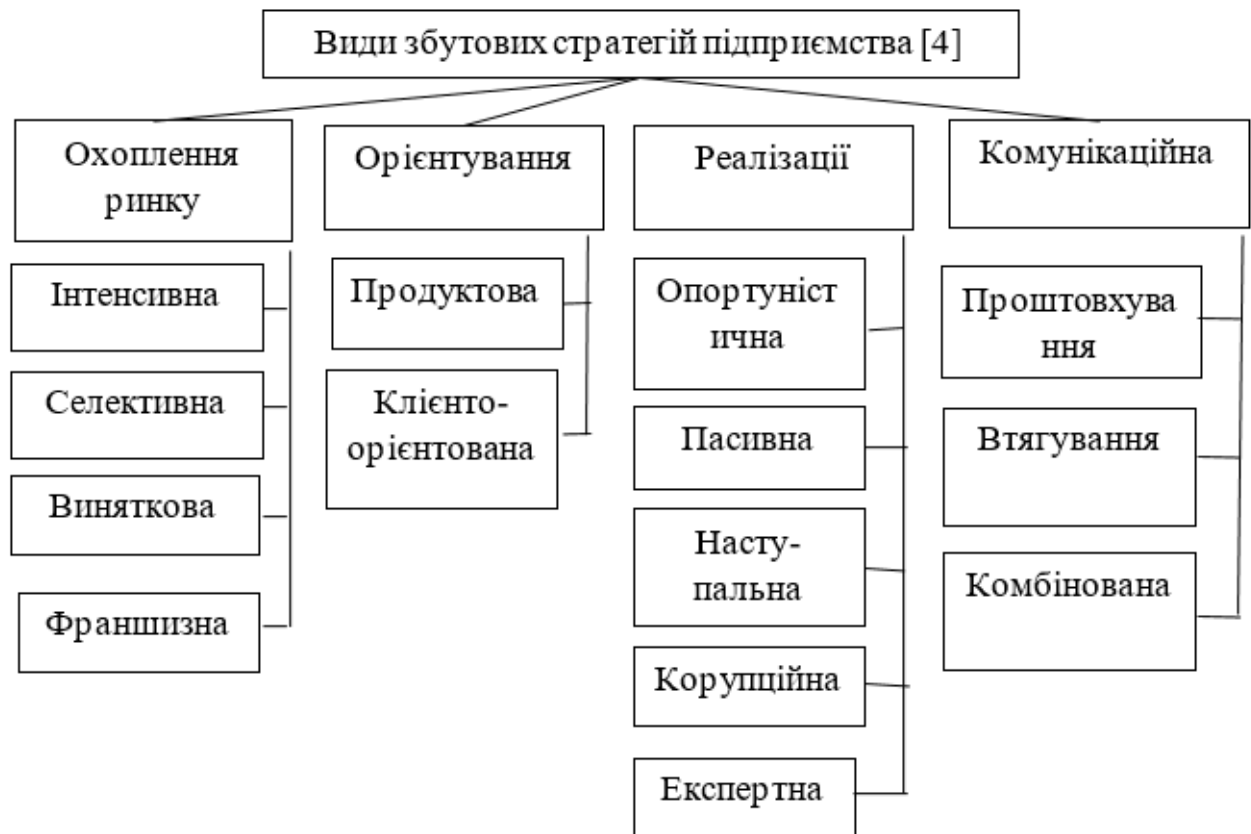 Види збутових стратегій підприємства [4]
Охоплення
ринку
Інтенсивна
Селективна
Виняткова
Франшизна
Орієнтування
Продуктова
Клієнто-
орієнтована
Реалізації
Опортуніст
ична
Пасивна
Насту-
пальна
Корупційна
Експертна
Комунікаційна
Проштовхува
ння
Втягування
Комбінована